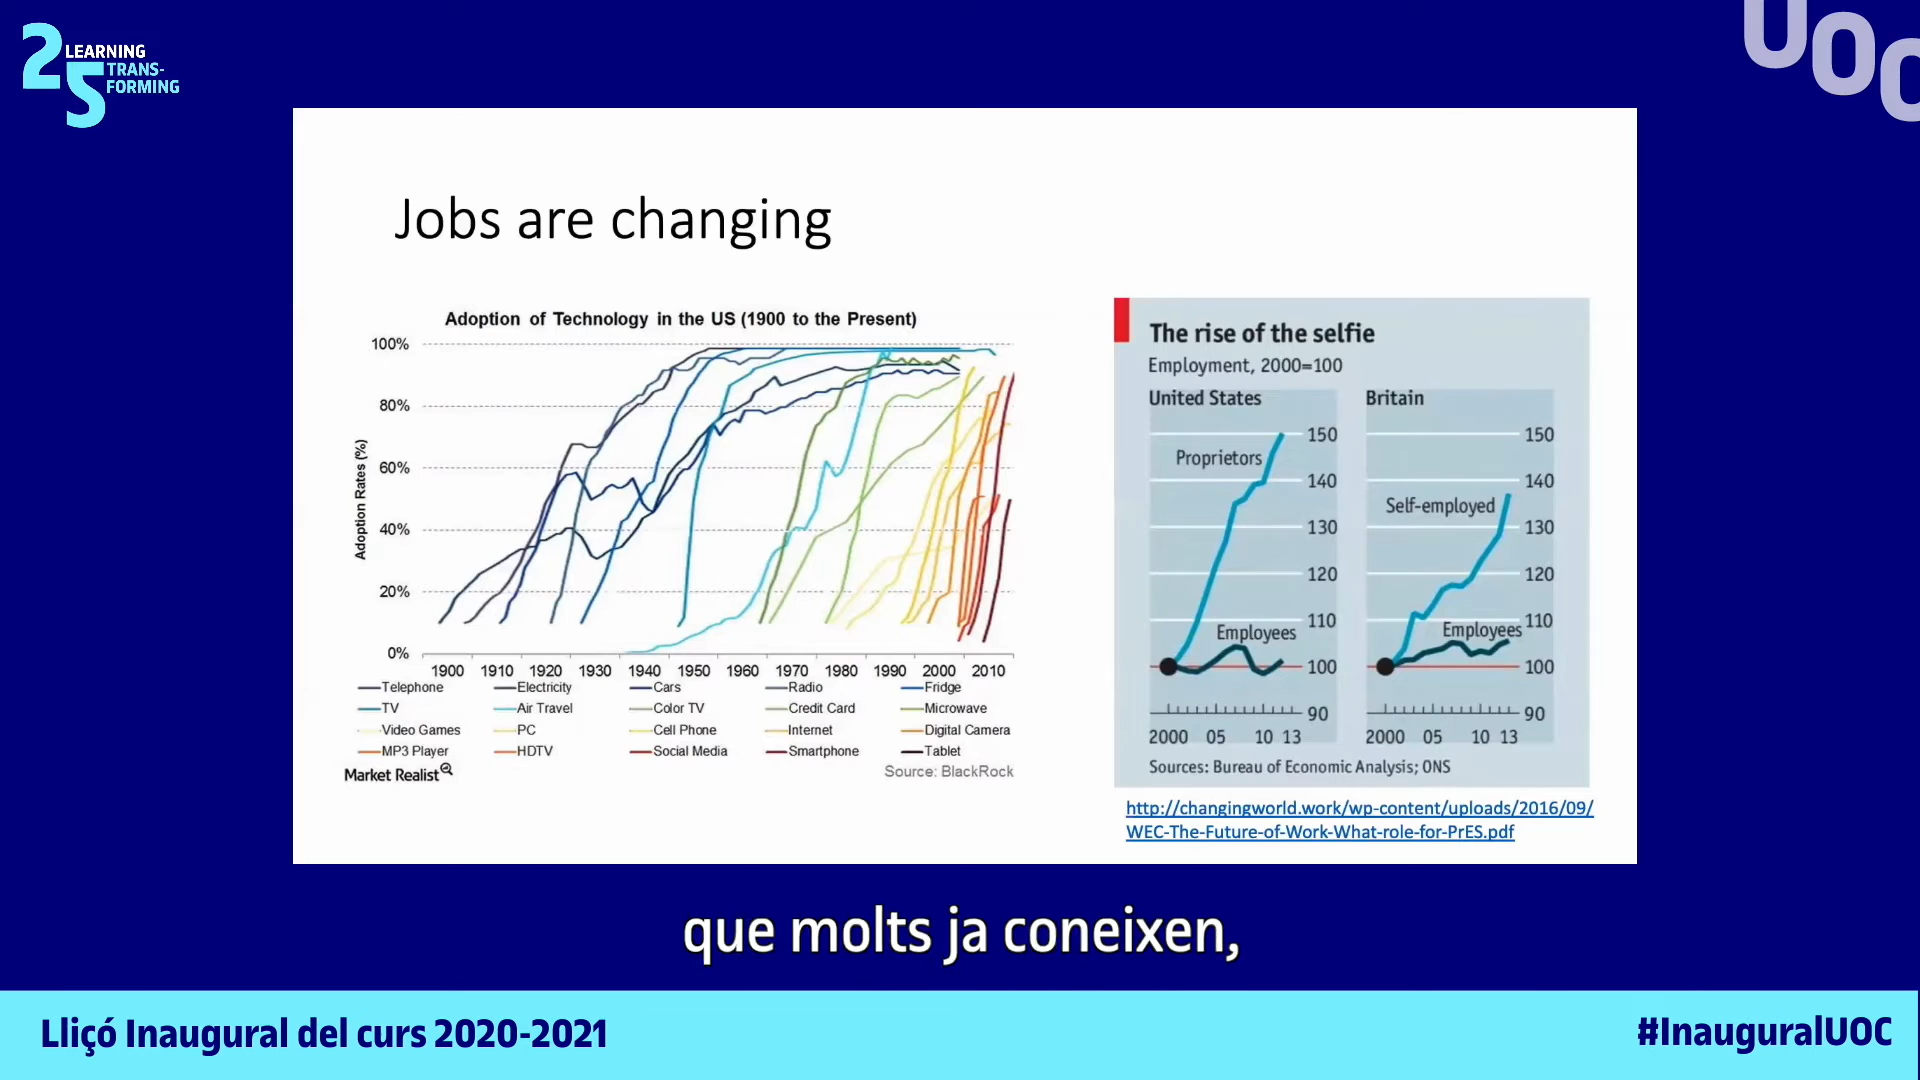 25 LEARNING
TRANS-
FORMING
UOC
Jobs are changing
Adoption of Technology in the US (1900 to the Present)
Adoption Rates (%)
100%
80%
60%
40%
20%
0%
1900 1910 1920 1930 1940 1950 1960 1970 1980 1990 2000 2010
Telephone Electricity Cars Radio Fridge
TV Air Travel Color TV Credit Card Microwave
Video Games PC Cell Phone Internet Digital Camera
MP3 Player HDTV Social Media Smartphone Tablet
Market Realist
Source: BlackRock
The rise of the selfie
Employment, 2000=100
United States
Proprietors
Employees
150
140
130
120
110
100
90
2000 05 10 13
Britain
Self-employed
Employees
150
140
130
120
110
100
90
2000 05 10 13
Sources: Bureau of Economic Analysis; ONS
http://changingworld.work/wp-content/uploads/2016/09/
WEC-The-Future-of-Work-What-role-for-PrES.pdf
que molts ja coneixen,
Lliçó Inaugural del curs 2020-2021
#InauguralUOC